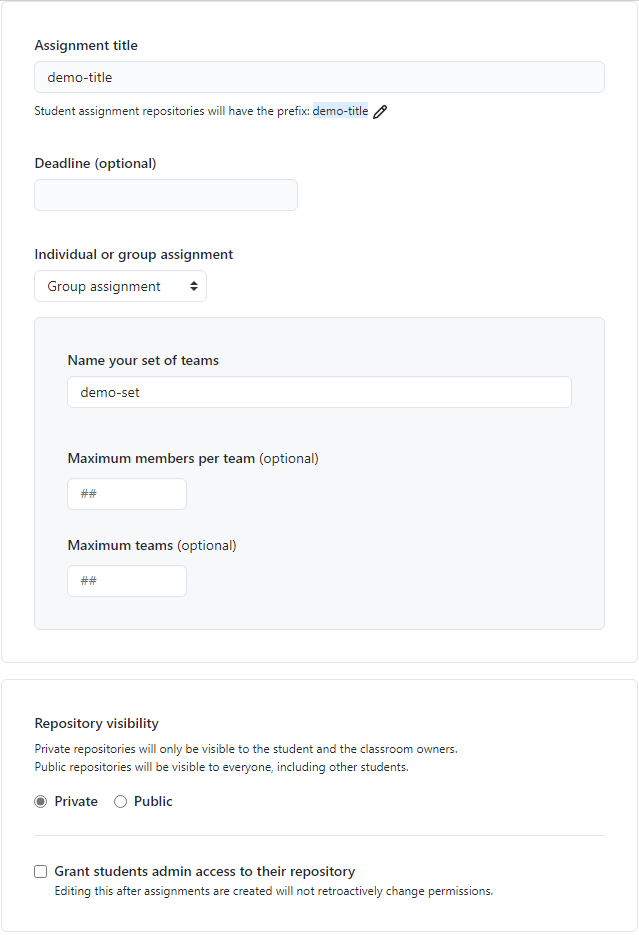 Assignment title
demo-title
Student assignment repositories will have the prefix: demo-title
Deadline (optional)
Individual or group assignment
Group assignment
Name your set of teams
demo-set
Maximum members per team (optional)
##
Maximum teams (optional)
##
Repository visibility
Private repositories will only be visible to the student and the classroom owners.
Public repositories will be visible to everyone, including other students.
Private Public
Grant students admin access to their repository
Editing this after assignments are created will not retroactively change permissions.